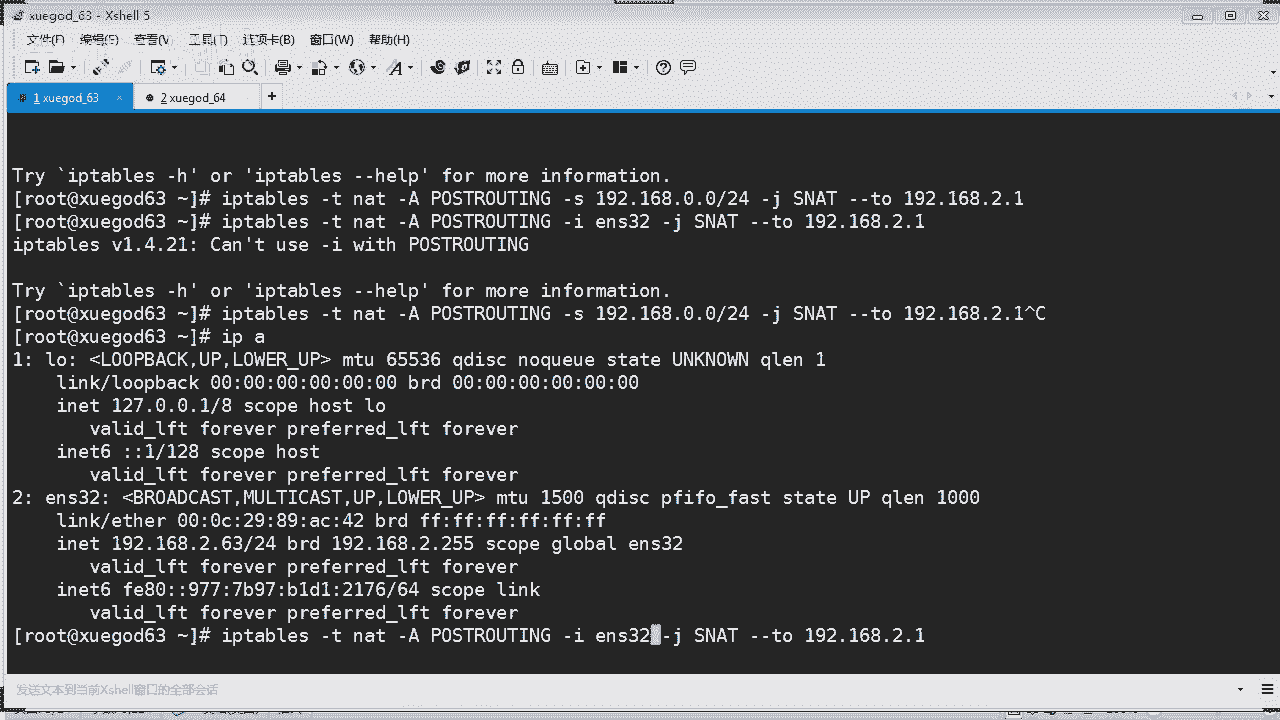 xuegod_63 - Xshell 5
文件(F) 编辑(E) 查看(V) 工具(T) 选项卡(B) 窗口(W) 帮助(H)
1 xuegod_63 × 2 xuegod_64 +
Try `iptables -h' or 'iptables --help' for more information.
[root@xuegod63 ~]# iptables -t nat -A POSTROUTING -s 192.168.0.0/24 -j SNAT --to 192.168.2.1
[root@xuegod63 ~]# iptables -t nat -A POSTROUTING -i ens32 -j SNAT --to 192.168.2.1
iptables v1.4.21: Can't use -i with POSTROUTING
Try `iptables -h' or 'iptables --help' for more information.
[root@xuegod63 ~]# iptables -t nat -A POSTROUTING -s 192.168.0.0/24 -j SNAT --to 192.168.2.1^C
[root@xuegod63 ~]# ip a
1: lo: <LOOPBACK,UP,LOWER_UP> mtu 65536 qdisc noqueue state UNKNOWN qlen 1
link/loopback 00:00:00:00:00:00 brd 00:00:00:00:00:00
inet 127.0.0.1/8 scope host lo
valid_lft forever preferred_lft forever
inet6 ::1/128 scope host
valid_lft forever preferred_lft forever
2: ens32: <BROADCAST,MULTICAST,UP,LOWER_UP> mtu 1500 qdisc pfifo_fast state UP qlen 1000
link/ether 00:0c:29:89:ac:42 brd ff:ff:ff:ff:ff:ff
inet 192.168.2.63/24 brd 192.168.2.255 scope global ens32
valid_lft forever preferred_lft forever
inet6 fe80::977:7b97:b1d1:2176/64 scope link
valid_lft forever preferred_lft forever
[root@xuegod63 ~]# iptables -t nat -A POSTROUTING -i ens32 -j SNAT --to 192.168.2.1
发送文本到当前Xshell窗口的全部会话